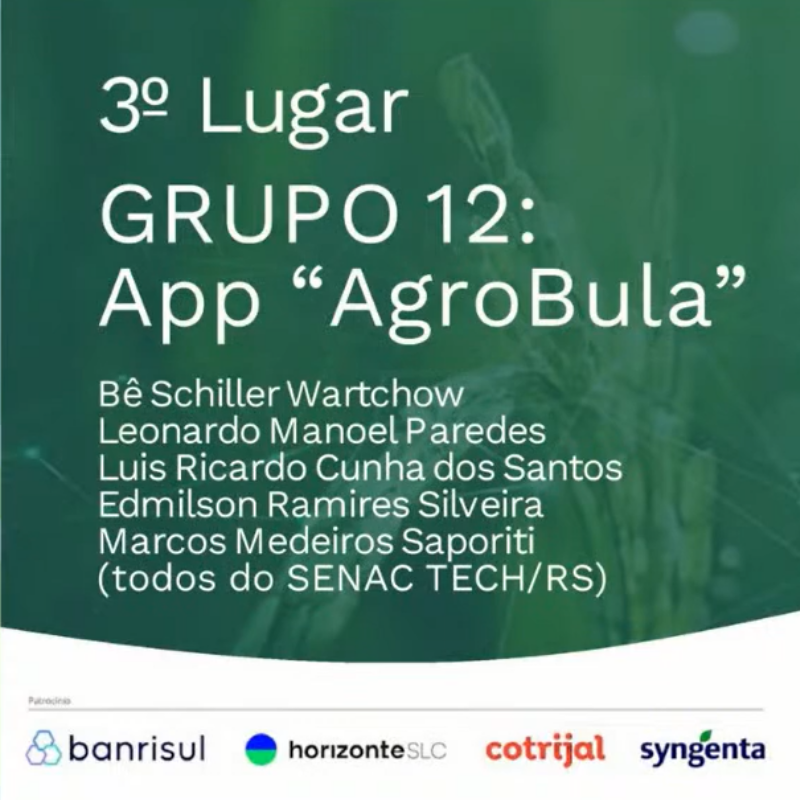 3º Lugar
GRUPO 12:
App “AgroBula”
Bê Schiller Wartchow
Leonardo Manoel Paredes
Luis Ricardo Cunha dos Santos
Edmilson Ramires Silveira
Marcos Medeiros Saporiti
(todos do SENAC TECH/RS)
Patrocínio
banrisul horizonteSLC cotrijal syngenta